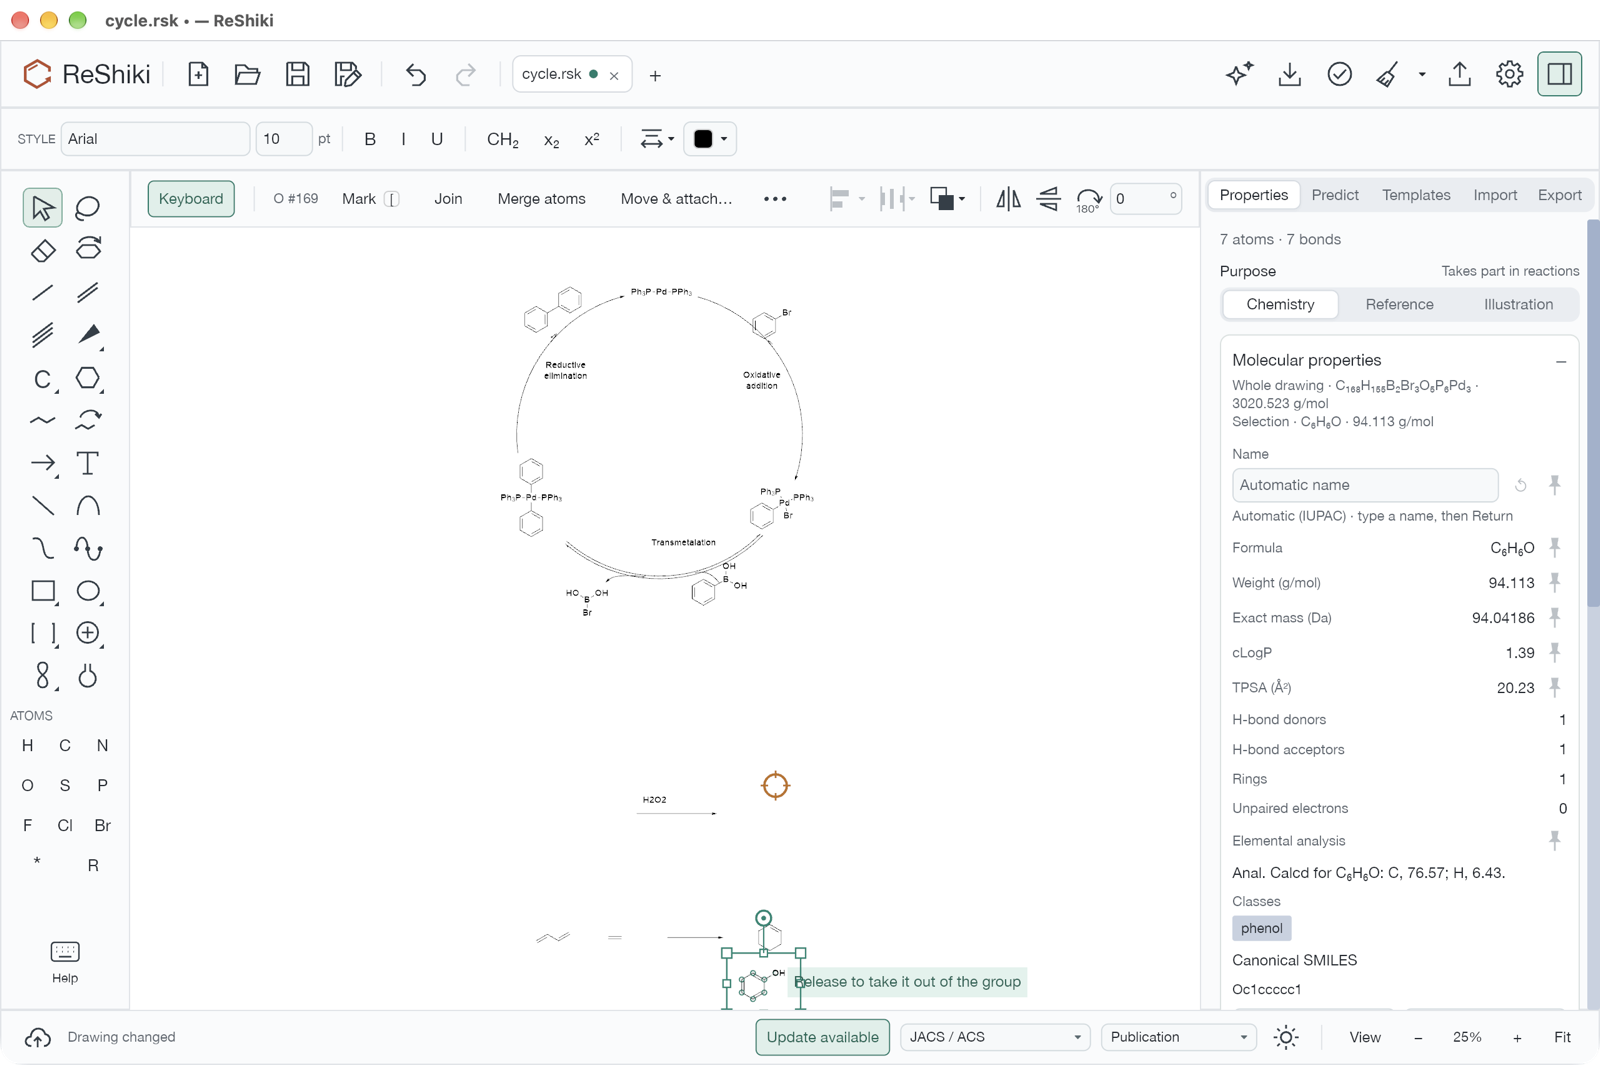 cycle.rsk • — ReShiki
ReShiki
cycle.rsk
STYLE
Arial
10
pt
B
I
U
CH₂
x₂
x²
Keyboard
O #169
Mark
[
Join
Merge atoms
Move & attach...
180°
0
°
Properties
Predict
Templates
Import
Export
7 atoms · 7 bonds
Purpose
Takes part in reactions
Chemistry
Reference
Illustration
Molecular properties
Whole drawing · C₁₆₈H₁₅₅B₂Br₃O₅P₆Pd₃ ·
3020.523 g/mol
Selection · C₆H₆O · 94.113 g/mol
Name
Automatic name
Automatic (IUPAC) · type a name, then Return
Formula
C₆H₆O
Weight (g/mol)
94.113
Exact mass (Da)
94.04186
cLogP
1.39
TPSA (Å²)
20.23
H-bond donors
1
H-bond acceptors
1
Rings
1
Unpaired electrons
0
Elemental analysis
Anal. Calcd for C₆H₆O: C, 76.57; H, 6.43.
Classes
phenol
Canonical SMILES
Oc1ccccc1
C
T
[ ]
ATOMS
H C N
O S P
F Cl Br
* R
Help
Ph₃P-Pd-PPh₃
Br
Reductive
elimination
Oxidative
addition
Ph₃P-Pd-PPh₃
Ph₃P
PPh₃
Pd
Br
Transmetalation
OH
B
OH
HO
OH
B
Br
H2O2
OH
Release to take it out of the group
Drawing changed
Update available
JACS / ACS
Publication
View
–
25%
+
Fit